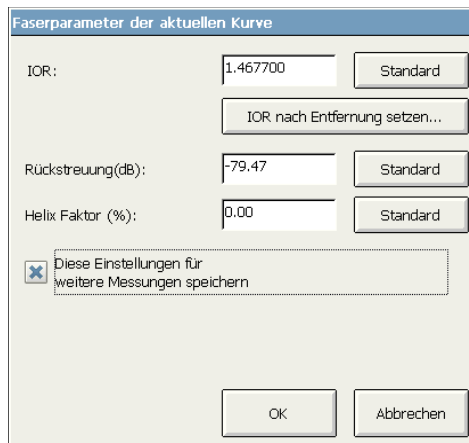 Faserparameter der aktuellen Kurve
IOR: 1.467700 Standard
IOR nach Entfernung setzen...
Rückstreuung(dB): -79.47 Standard
Helix Faktor (%): 0.00 Standard
Diese Einstellungen für
weitere Messungen speichern
OK Abbrechen